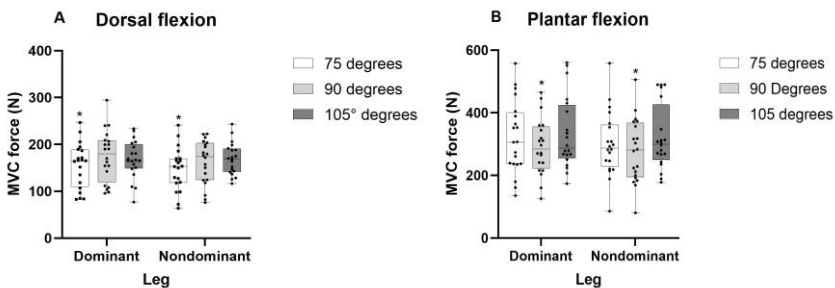 A Dorsal flexion
MVC force (N)
400
300
200
100
0
*
*
Dominant Nondominant
Leg
75 degrees
90 degrees
105° degrees
B Plantar flexion
MVC force (N)
600
400
200
0
*
*
Dominant Nondominant
Leg
75 degrees
90 Degrees
105 degrees